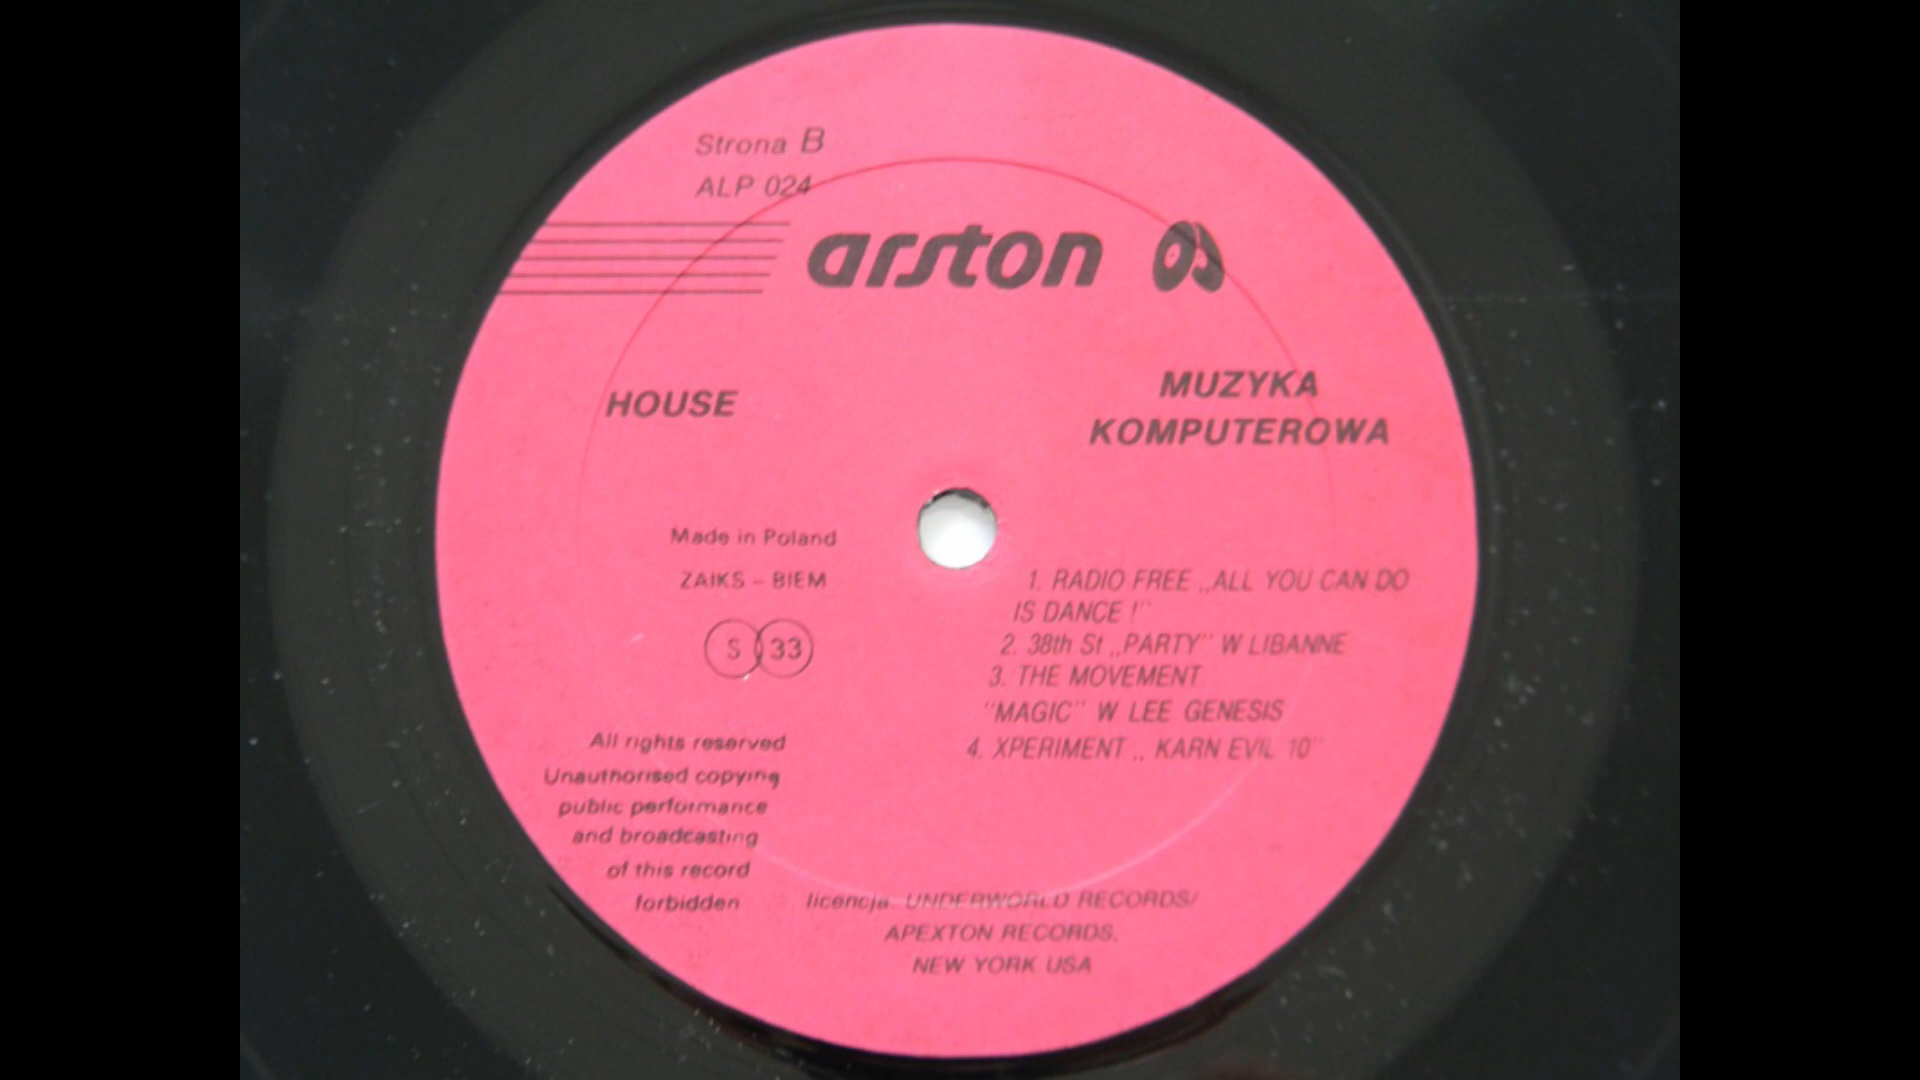 Strona B
ALP 024
arston
HOUSE
MUZYKA
KOMPUTEROWA
Made in Poland
ZAIKS – BIEM
S 33
1. RADIO FREE ,,ALL YOU CAN DO
IS DANCE !"
2. 38th St ,,PARTY" W LIBANNE
3. THE MOVEMENT
"MAGIC" W LEE GENESIS
4. XPERIMENT ,, KARN EVIL 10"
All rights reserved
Unauthorised copying
public performance
and broadcasting
of this record
forbidden
licencja: UNDERWORLD RECORDS/
APEXTON RECORDS,
NEW YORK USA